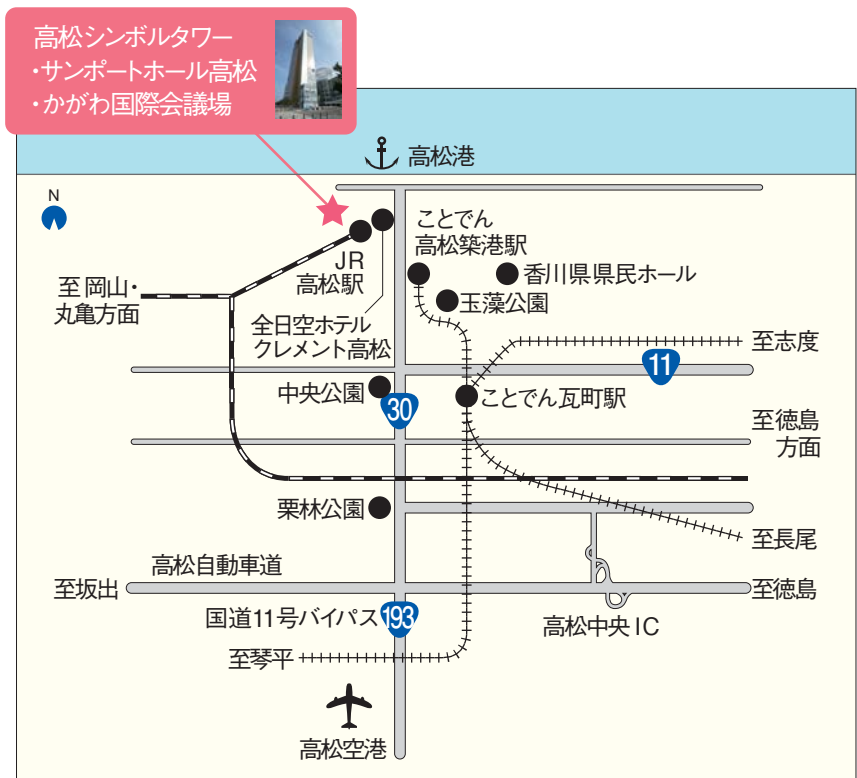 高松シンボルタワー
・サンポートホール高松
・かがわ国際会議場
高松港
N
ことでん
高松築港駅
JR
高松駅
香川県県民ホール
至岡山・
丸亀方面
玉藻公園
全日空ホテル
クレメント高松
至志度
11
中央公園
30
ことでん瓦町駅
至徳島
方面
栗林公園
至長尾
高松自動車道
至坂出
至徳島
国道11号バイパス
193
高松中央IC
至琴平
高松空港